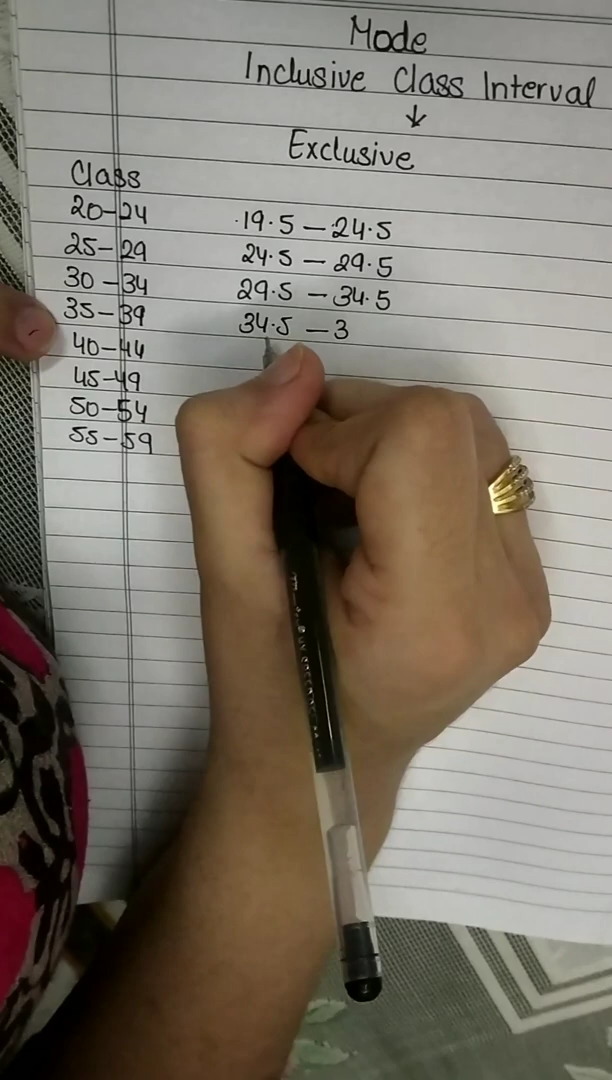 Mode
Inclusive Class Interval
↓
Exclusive
Class
20-24 19.5 - 24.5
25-29 24.5 - 29.5
30-34 29.5 - 34.5
35-39 34.5 - 3
40-44
45-49
50-54
55-59